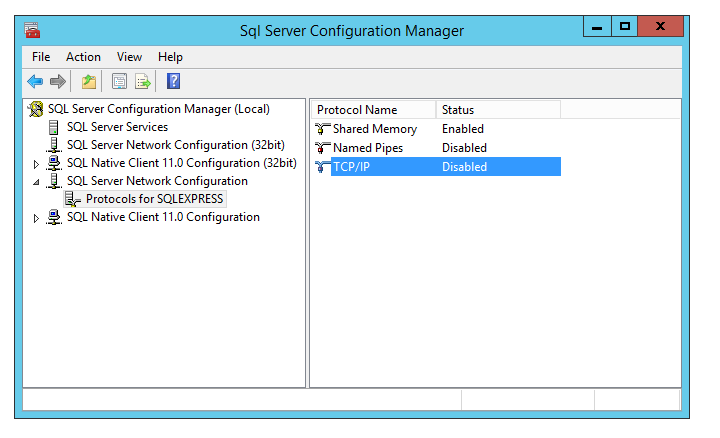 Sql Server Configuration Manager
x
File Action View Help
?
SQL Server Configuration Manager (Local)
SQL Server Services
SQL Server Network Configuration (32bit)
SQL Native Client 11.0 Configuration (32bit)
SQL Server Network Configuration
Protocols for SQLEXPRESS
SQL Native Client 11.0 Configuration
Protocol Name Status
Shared Memory Enabled
Named Pipes Disabled
TCP/IP Disabled